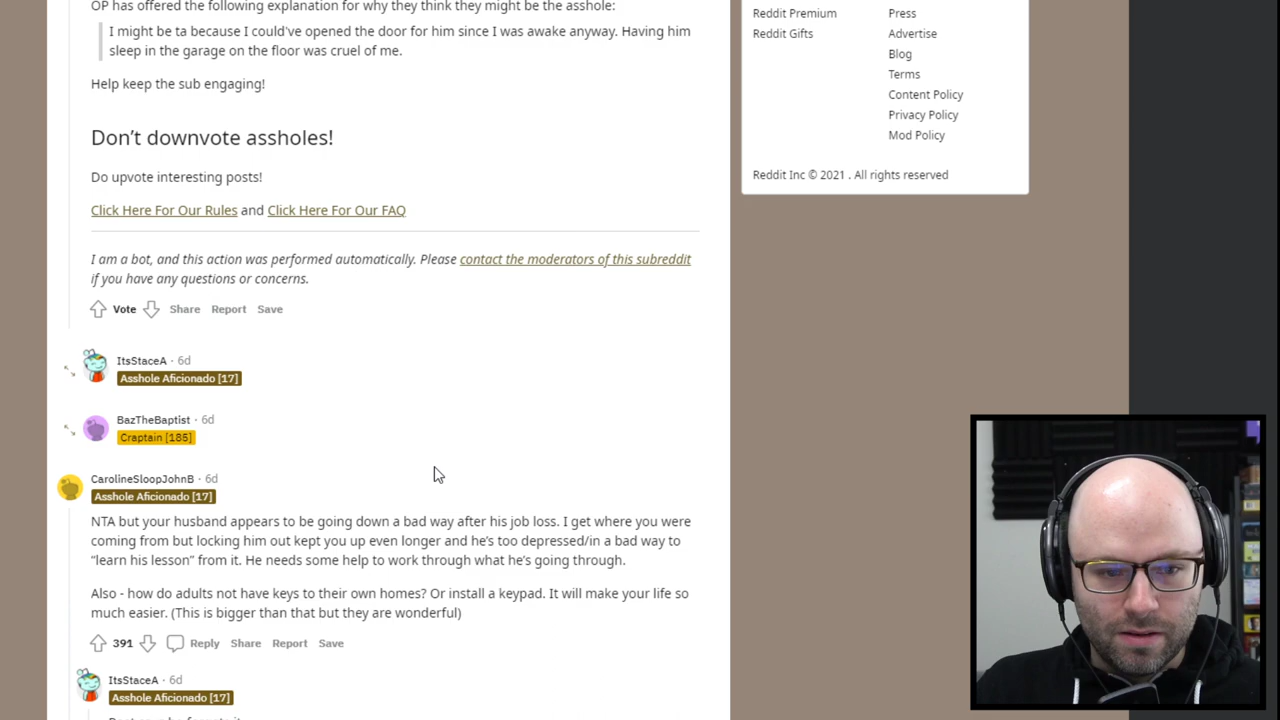 OP has offered the following explanation for why they think they might be the asshole:
I might be ta because I could've opened the door for him since I was awake anyway. Having him
sleep in the garage on the floor was cruel of me.
Help keep the sub engaging!
Don't downvote assholes!
Do upvote interesting posts!
Click Here For Our Rules and Click Here For Our FAQ
I am a bot, and this action was performed automatically. Please contact the moderators of this subreddit
if you have any questions or concerns.
Vote Share Report Save
ItsStaceA · 6d
Asshole Aficionado [17]
BazTheBaptist · 6d
Craptain [185]
CarolineSloopJohnB · 6d
Asshole Aficionado [17]
NTA but your husband appears to be going down a bad way after his job loss. I get where you were
coming from but locking him out kept you up even longer and he's too depressed/in a bad way to
“learn his lesson” from it. He needs some help to work through what he's going through.
Also - how do adults not have keys to their own homes? Or install a keypad. It will make your life so
much easier. (This is bigger than that but they are wonderful)
391 Reply Share Report Save
ItsStaceA · 6d
Asshole Aficionado [17]
Reddit Premium
Reddit Gifts
Press
Advertise
Blog
Terms
Content Policy
Privacy Policy
Mod Policy
Reddit Inc © 2021 . All rights reserved